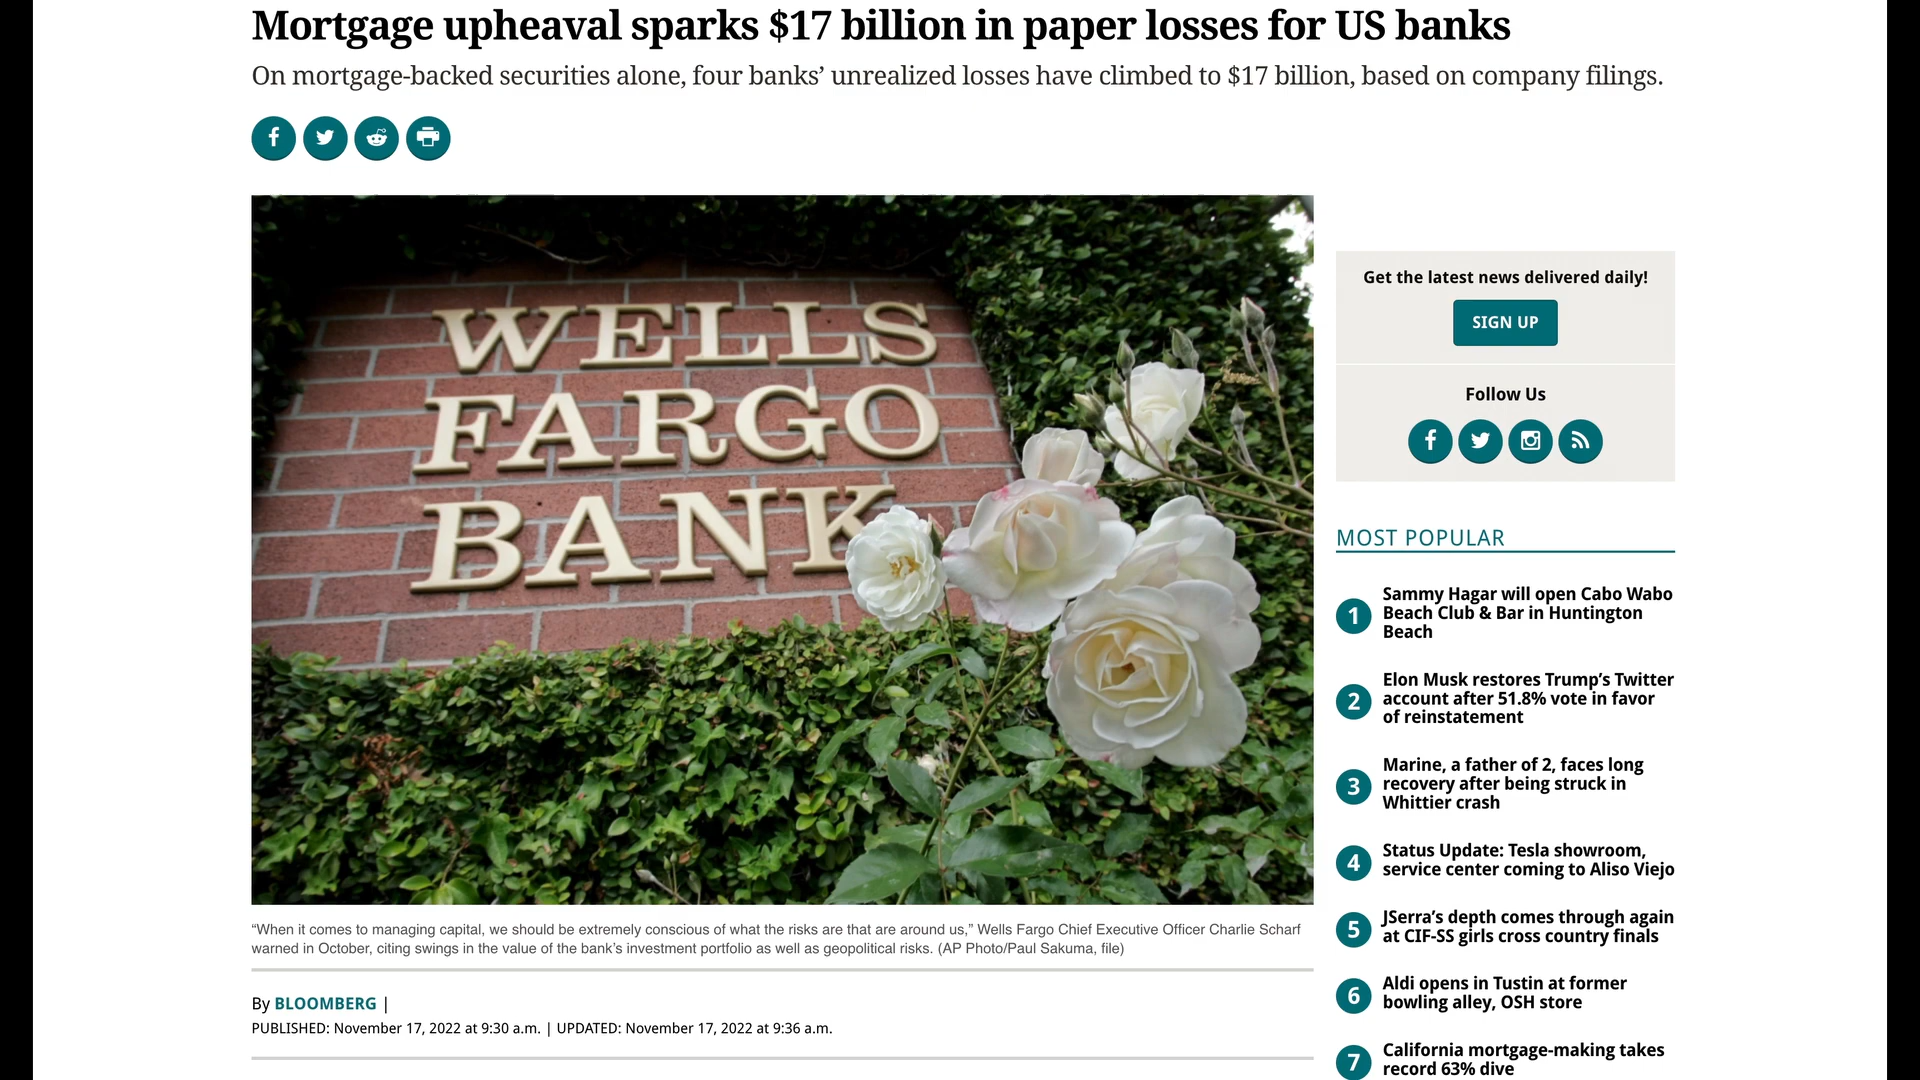 Mortgage upheaval sparks $17 billion in paper losses for US banks
On mortgage-backed securities alone, four banks’ unrealized losses have climbed to $17 billion, based on company filings.
WELLS
FARGO
BANK
“When it comes to managing capital, we should be extremely conscious of what the risks are that are around us,” Wells Fargo Chief Executive Officer Charlie Scharf
warned in October, citing swings in the value of the bank’s investment portfolio as well as geopolitical risks. (AP Photo/Paul Sakuma, file)
By BLOOMBERG |
PUBLISHED: November 17, 2022 at 9:30 a.m. | UPDATED: November 17, 2022 at 9:36 a.m.
Get the latest news delivered daily!
SIGN UP
Follow Us
MOST POPULAR
1
Sammy Hagar will open Cabo Wabo
Beach Club & Bar in Huntington
Beach
2
Elon Musk restores Trump’s Twitter
account after 51.8% vote in favor
of reinstatement
3
Marine, a father of 2, faces long
recovery after being struck in
Whittier crash
4
Status Update: Tesla showroom,
service center coming to Aliso Viejo
5
JSerra’s depth comes through again
at CIF-SS girls cross country finals
6
Aldi opens in Tustin at former
bowling alley, OSH store
7
California mortgage-making takes
record 63% dive